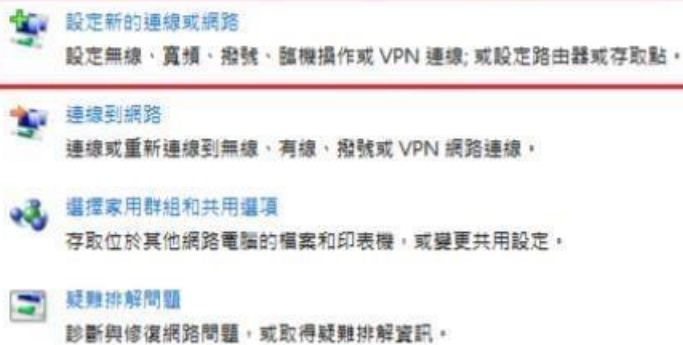 設定新的連線或網路
設定無線、寬頻、撥號、臨機操作或 VPN 連線; 或設定路由器或存取點。
連線到網路
連線或重新連線到無線、有線、撥號或 VPN 網路連線。
選擇家用群組和共用選項
存取位於其他網路電腦的檔案和印表機，或變更共用設定。
疑難排解問題
診斷與修復網路問題，或取得疑難排解資訊。